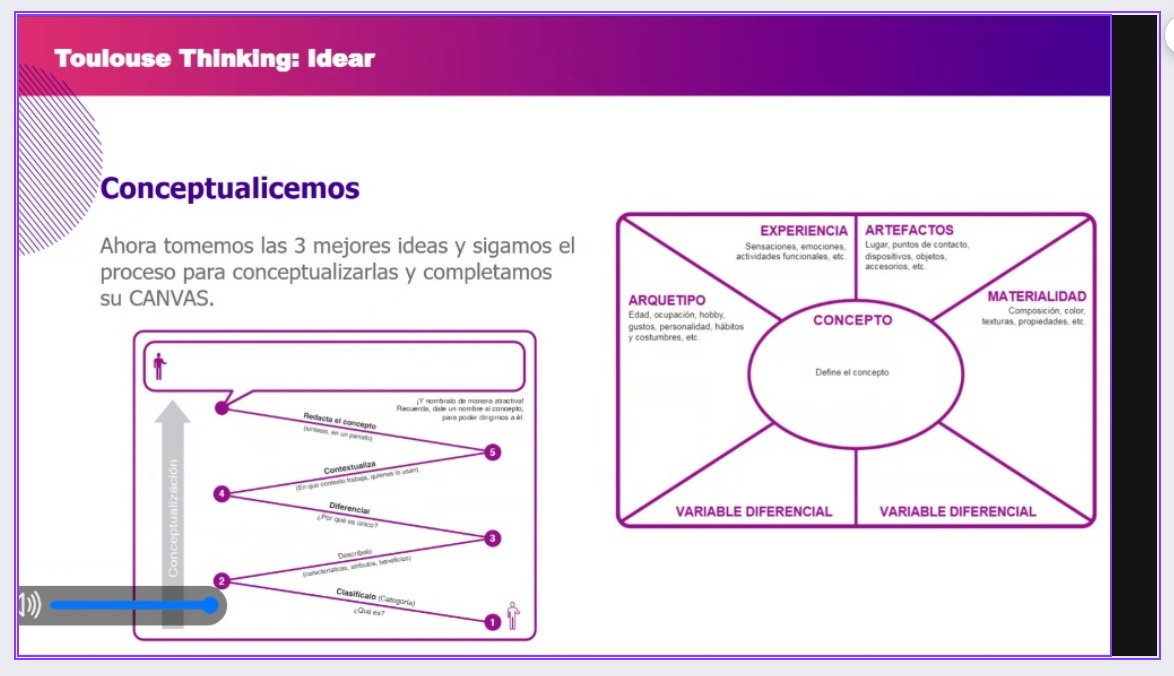 Toulouse Thinking: Idear
Conceptualicemos
Ahora tomemos las 3 mejores ideas y sigamos el
proceso para conceptualizarlas y completamos
su CANVAS.
¡Y nombralo de manera atractiva!
Recuerda, dale un nombre al concepto,
para poder dirigirnos a él.
Redacta el concepto
(síntesis, en un párrafo)
5
Contextualiza
(En que contexto trabaja, quienes lo usan)
4
Diferencial
¿Por qué es único?
3
Descríbelo
(características, atributos, beneficios)
2
Clasifícalo (Categoría)
¿Qué es?
1
Conceptualización
EXPERIENCIA
Sensaciones, emociones,
actividades funcionales, etc.
ARTEFACTOS
Lugar, puntos de contacto,
dispositivos, objetos,
accesorios, etc.
ARQUETIPO
Edad, ocupación, hobby,
gustos, personalidad, hábitos
y costumbres, etc.
MATERIALIDAD
Composición, color,
texturas, propiedades, etc.
CONCEPTO
Define el concepto
VARIABLE DIFERENCIAL
VARIABLE DIFERENCIAL